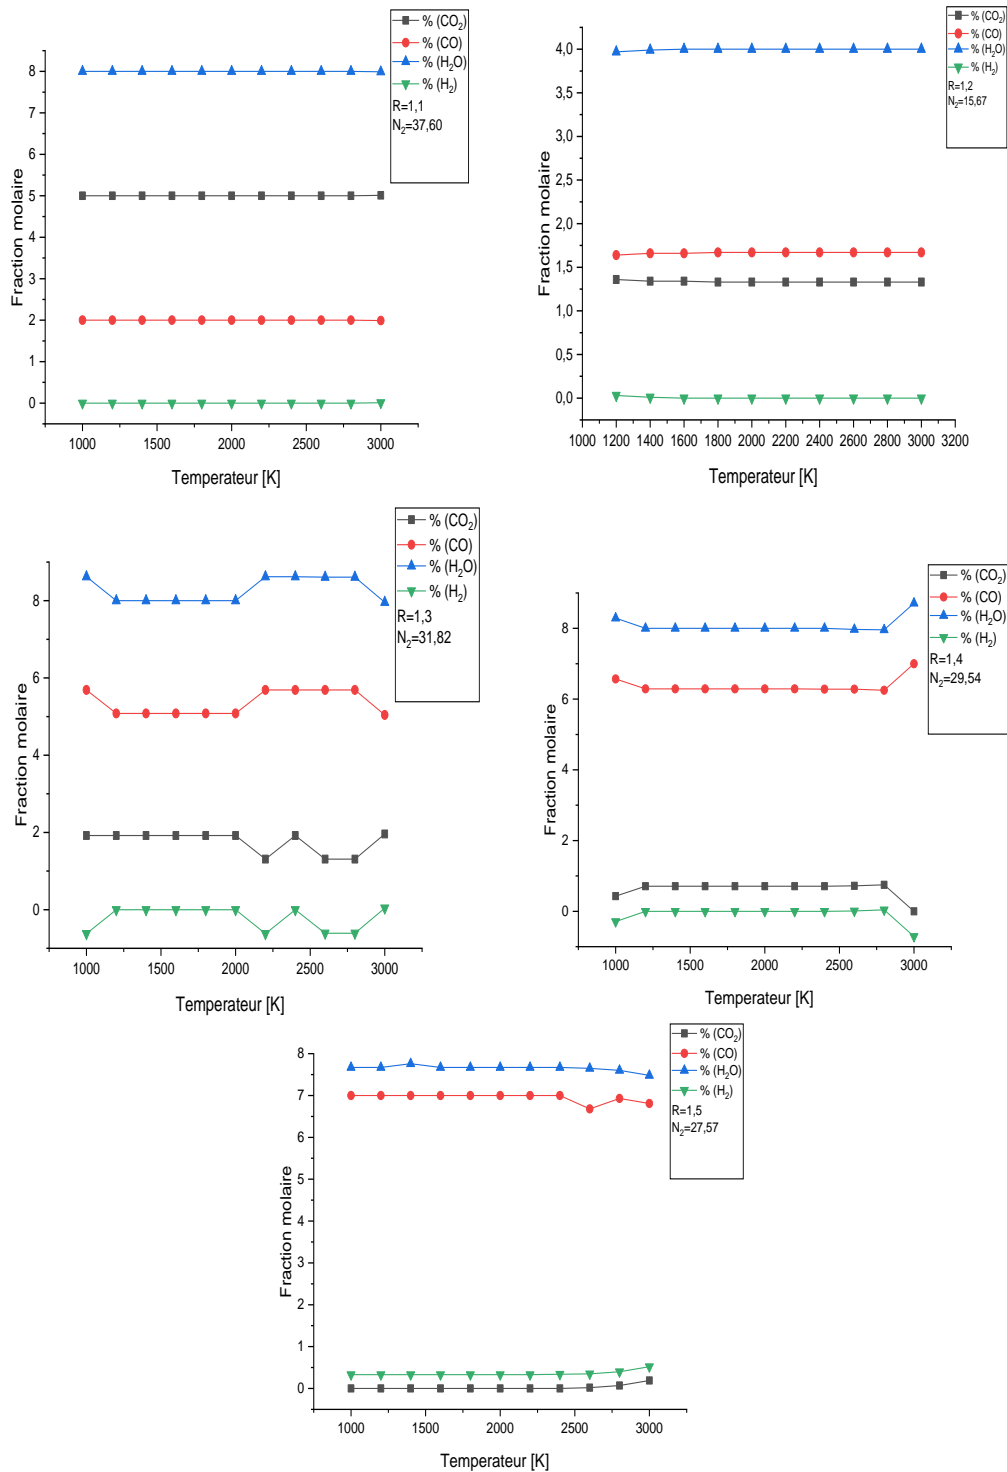 % (CO₂)
% (CO)
% (H₂O)
% (H₂)
R=1,1
N₂=37,60
8
7
6
5
4
3
2
1
0
Fraction molaire
1000 1500 2000 2500 3000
Temperateur [K]
% (CO₂)
% (CO)
% (H₂O)
% (H₂)
R=1,2
N₂=15,67
4,0
3,5
3,0
2,5
2,0
1,5
1,0
0,5
0,0
Fraction molaire
1000 1200 1400 1600 1800 2000 2200 2400 2600 2800 3000 3200
Temperateur [K]
% (CO₂)
% (CO)
% (H₂O)
% (H₂)
R=1,3
N₂=31,82
8
6
4
2
0
Fraction molaire
1000 1500 2000 2500 3000
Temperateur [K]
% (CO₂)
% (CO)
% (H₂O)
% (H₂)
R=1,4
N₂=29,54
8
6
4
2
0
Fraction molaire
1000 1500 2000 2500 3000
Temperateur [K]
% (CO₂)
% (CO)
% (H₂O)
% (H₂)
R=1,5
N₂=27,57
8
7
6
5
4
3
2
1
0
Fraction molaire
1000 1500 2000 2500 3000
Temperateur [K]